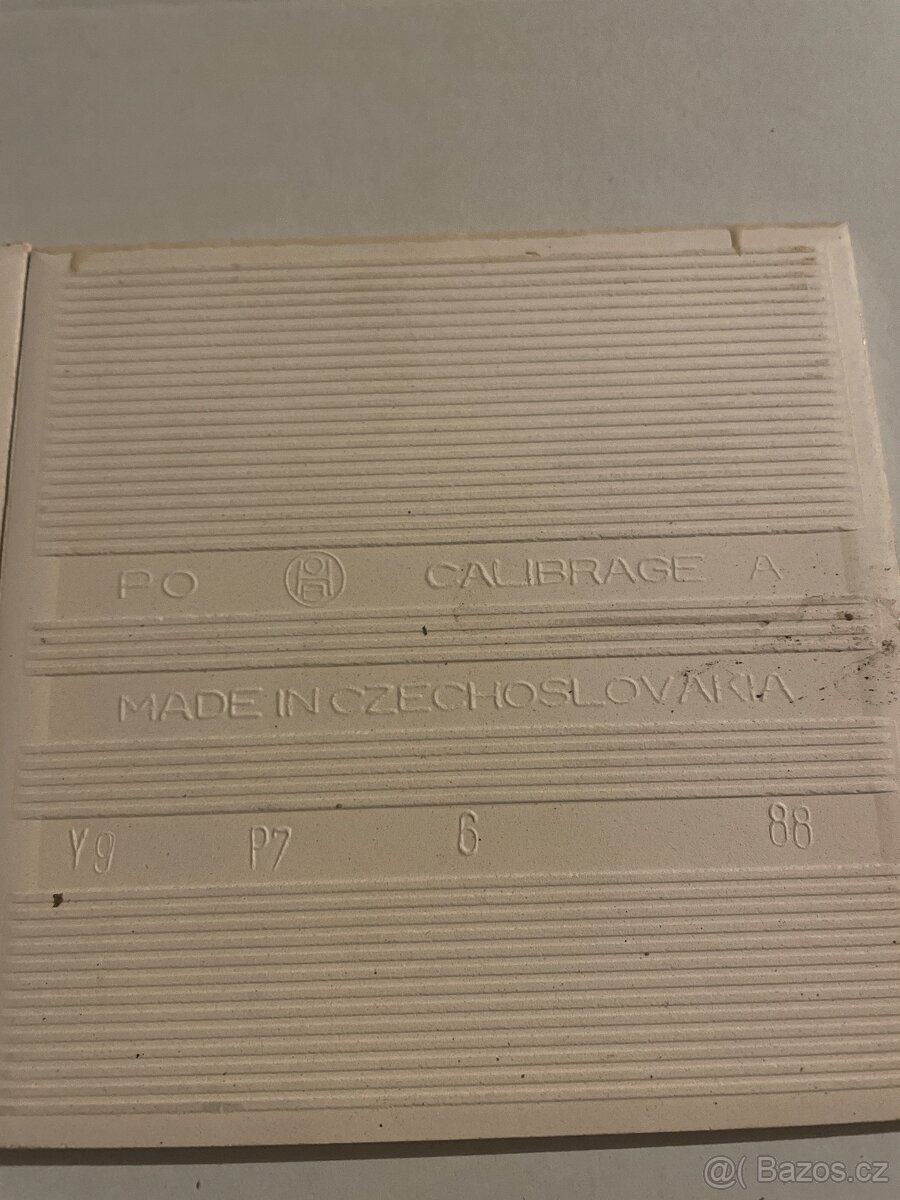 PO CALIBRAGE A
MADE IN CZECHOSLOVAKIA
Y9 P7 6 88
@( Bazos.cz